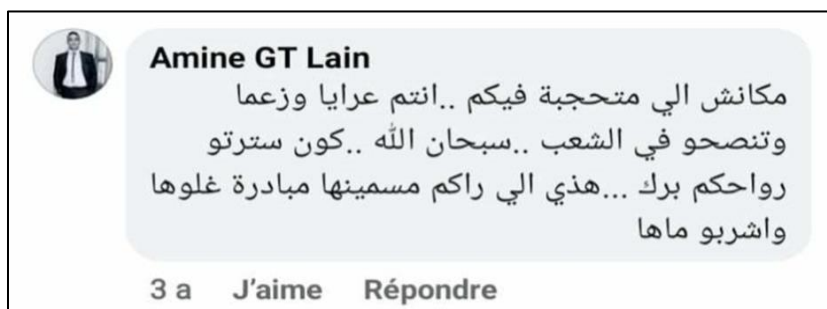 Amine GT Lain
مكانش الي متحجبة فيكم ..انتم عرايا وزعما
وتنصحو في الشعب ..سبحان الله ..كون سترتو
رواحكم برك ...هذي الي راكم مسمينها مبادرة غلوها
واشربو ماها
3 a J'aime Répondre